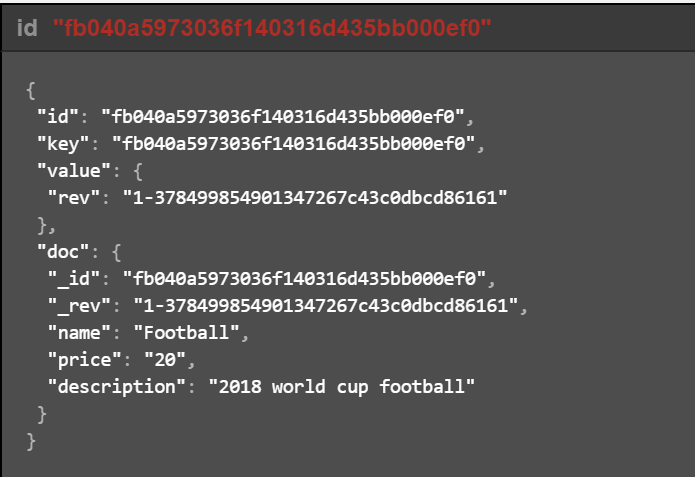 id "fb040a5973036f140316d435bb000ef0"
{
"id": "fb040a5973036f140316d435bb000ef0",
"key": "fb040a5973036f140316d435bb000ef0",
"value": {
"rev": "1-378499854901347267c43c0dbcd86161"
},
"doc": {
"_id": "fb040a5973036f140316d435bb000ef0",
"_rev": "1-378499854901347267c43c0dbcd86161",
"name": "Football",
"price": "20",
"description": "2018 world cup football"
}
}